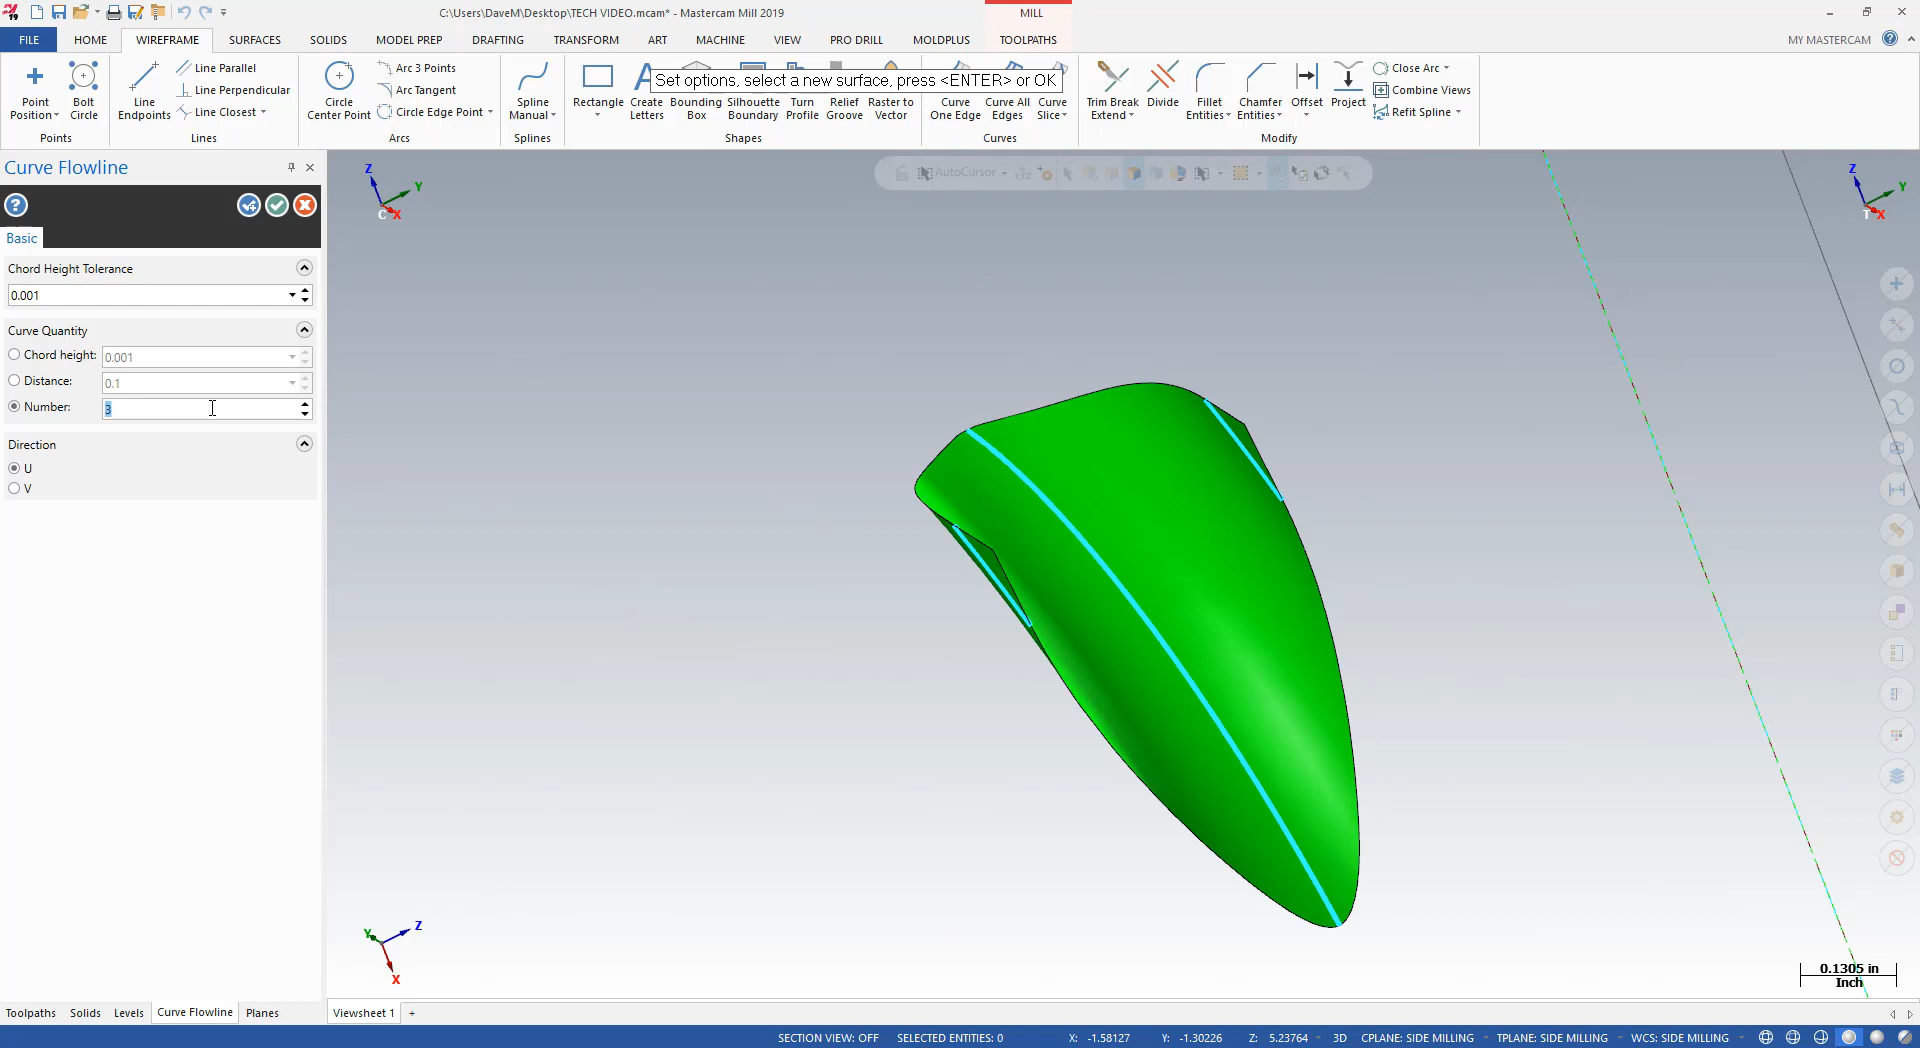 C:\Users\DaveM\Desktop\TECH VIDEO.mcam* - Mastercam Mill 2019
MILL
FILE HOME WIREFRAME SURFACES SOLIDS MODEL PREP DRAFTING TRANSFORM ART MACHINE VIEW PRO DRILL MOLDPLUS TOOLPATHS MY MASTERCAM
Point Position
Bolt Circle
Points
Line Endpoints
Line Parallel
Line Perpendicular
Line Closest
Lines
Circle Center Point
Arc 3 Points
Arc Tangent
Circle Edge Point
Arcs
Spline Manual
Splines
Set options, select a new surface, press <ENTER> or OK
Rectangle
Create Letters
Bounding Box
Silhouette Boundary
Turn Profile
Relief Groove
Raster to Vector
Shapes
Curve One Edge
Curve All Edges
Curve Slice
Curves
Trim Break Extend
Divide
Fillet Entities
Chamfer Entities
Offset
Project
Close Arc
Combine Views
Refit Spline
Modify
Curve Flowline
Basic
Chord Height Tolerance
0.001
Curve Quantity
Chord height: 0.001
Distance: 0.1
Number: 3
Direction
U
V
AutoCursor
Z
Y
C X
Z
Y
T X
Y Z
X
0.1305 in
Inch
Toolpaths Solids Levels Curve Flowline Planes
Viewsheet 1 +
SECTION VIEW: OFF SELECTED ENTITIES: 0 X: -1.58127 Y: -1.30226 Z: 5.23764 3D CPLANE: SIDE MILLING TPLANE: SIDE MILLING WCS: SIDE MILLING